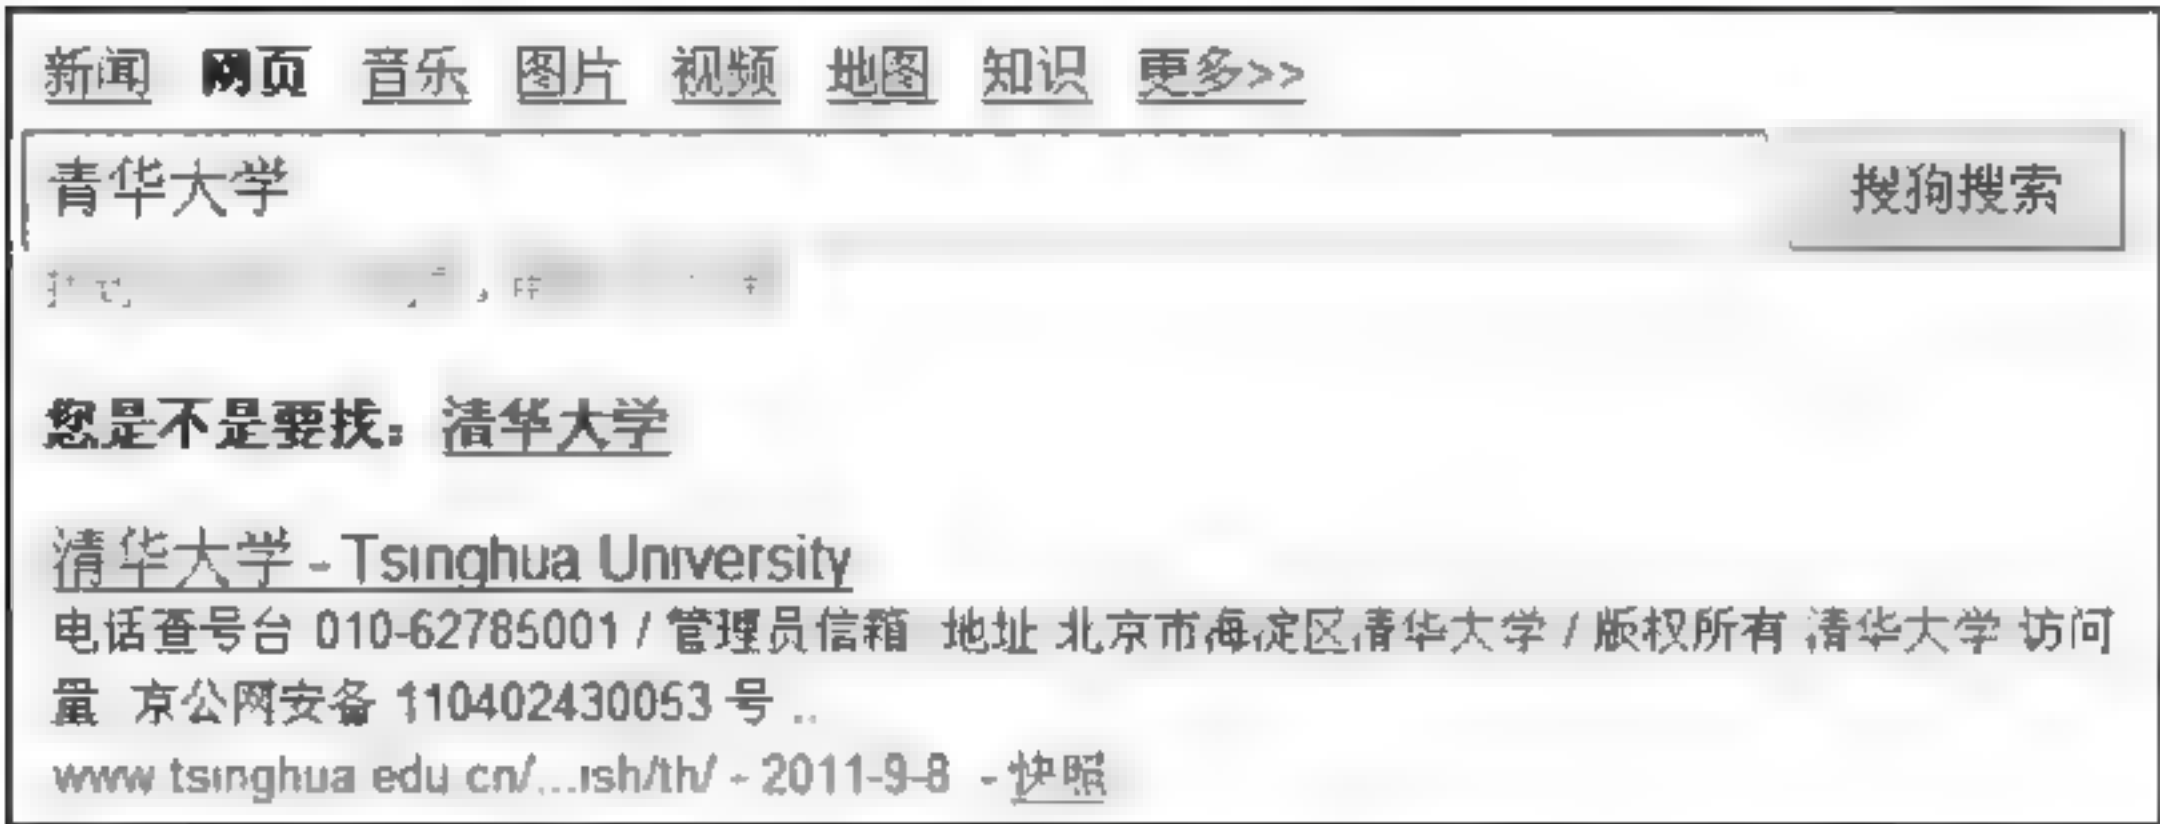 新闻 网页 音乐 图片 视频 地图 知识 更多>>
青华大学 搜狗搜索
您是不是要找：清华大学
清华大学 - Tsinghua University
电话查号台 010-62785001 / 管理员信箱 地址 北京市海淀区清华大学 / 版权所有 清华大学 访问
量 京公网安备 110402430053 号 ..
www tsinghua edu cn/...ish/th/ - 2011-9-8 - 快照